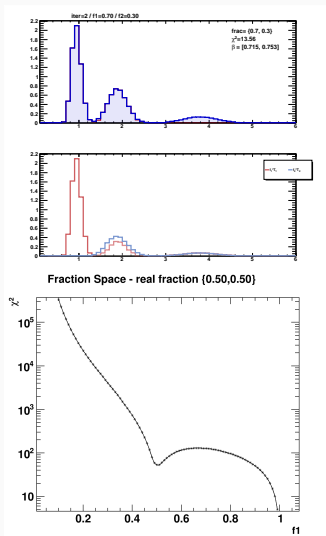 iter=2 / f1=0.70 / f2=0.30
frac= {0.7, 0.3}
χ²=13.56
β = [0.715, 0.753]
2.2
2
1.8
1.6
1.4
1.2
1
0.8
0.6
0.4
0.2
0
0 1 2 3 4 5 6
2.2
2
1.8
1.6
1.4
1.2
1
0.8
0.6
0.4
0.2
0
0 1 2 3 4 5 6
Fraction Space - real fraction {0.50,0.50}
χ²
10⁵
10⁴
10³
10²
10
0.2 0.4 0.6 0.8 1
f1